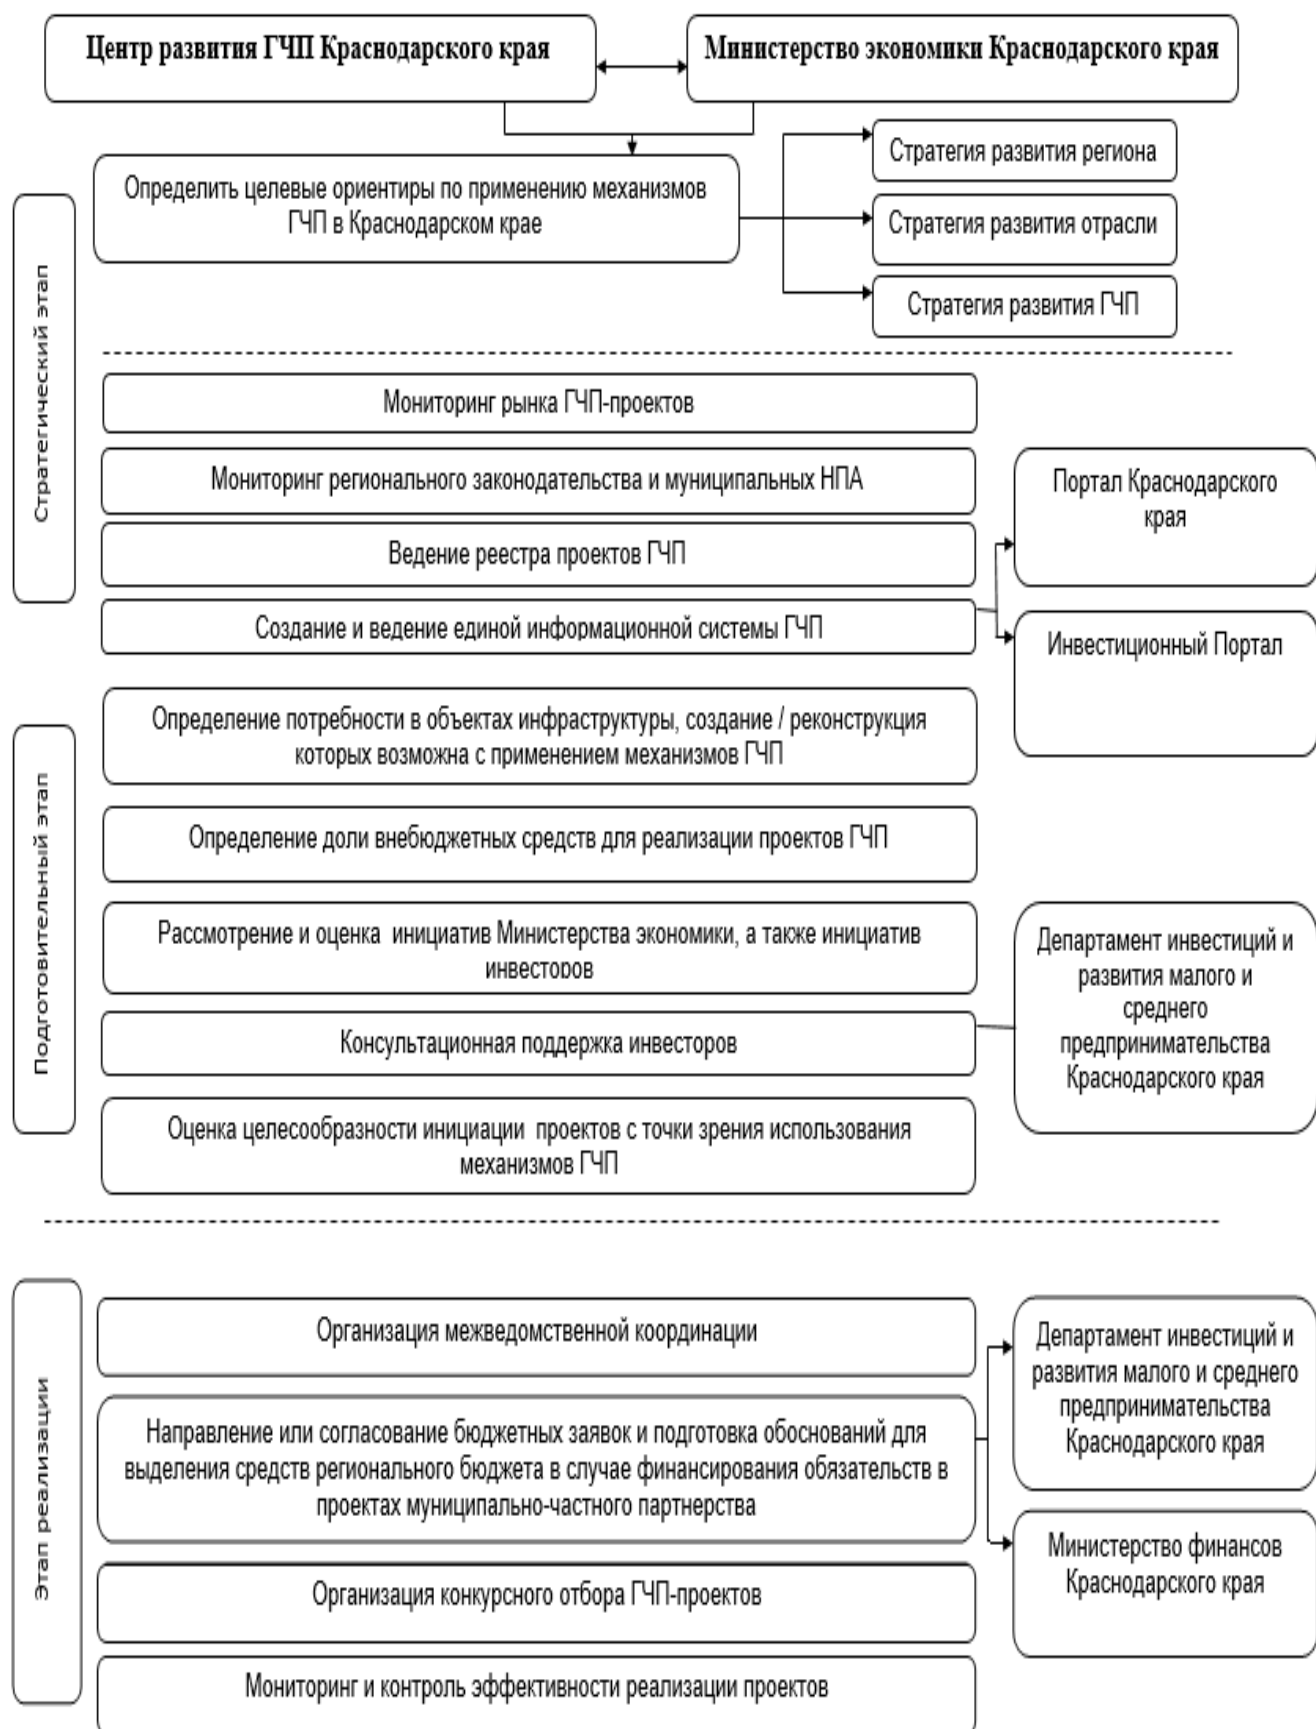 Центр развития ГЧП Краснодарского края
Министерство экономики Краснодарского края
Определить целевые ориентиры по применению механизмов
ГЧП в Краснодарском крае
Стратегия развития региона
Стратегия развития отрасли
Стратегия развития ГЧП
Стратегический этап
Мониторинг рынка ГЧП-проектов
Мониторинг регионального законодательства и муниципальных НПА
Ведение реестра проектов ГЧП
Создание и ведение единой информационной системы ГЧП
Портал Краснодарского
края
Инвестиционный Портал
Подготовительный этап
Определение потребности в объектах инфраструктуры, создание / реконструкция
которых возможна с применением механизмов ГЧП
Определение доли внебюджетных средств для реализации проектов ГЧП
Рассмотрение и оценка инициатив Министерства экономики, а также инициатив
инвесторов
Консультационная поддержка инвесторов
Оценка целесообразности инициации проектов с точки зрения использования
механизмов ГЧП
Департамент инвестиций и
развития малого и
среднего
предпринимательства
Краснодарского края
Этап реализации
Организация межведомственной координации
Направление или согласование бюджетных заявок и подготовка обоснований для
выделения средств регионального бюджета в случае финансирования обязательств в
проектах муниципально-частного партнерства
Организация конкурсного отбора ГЧП-проектов
Мониторинг и контроль эффективности реализации проектов
Департамент инвестиций и
развития малого и среднего
предпринимательства
Краснодарского края
Министерство финансов
Краснодарского края